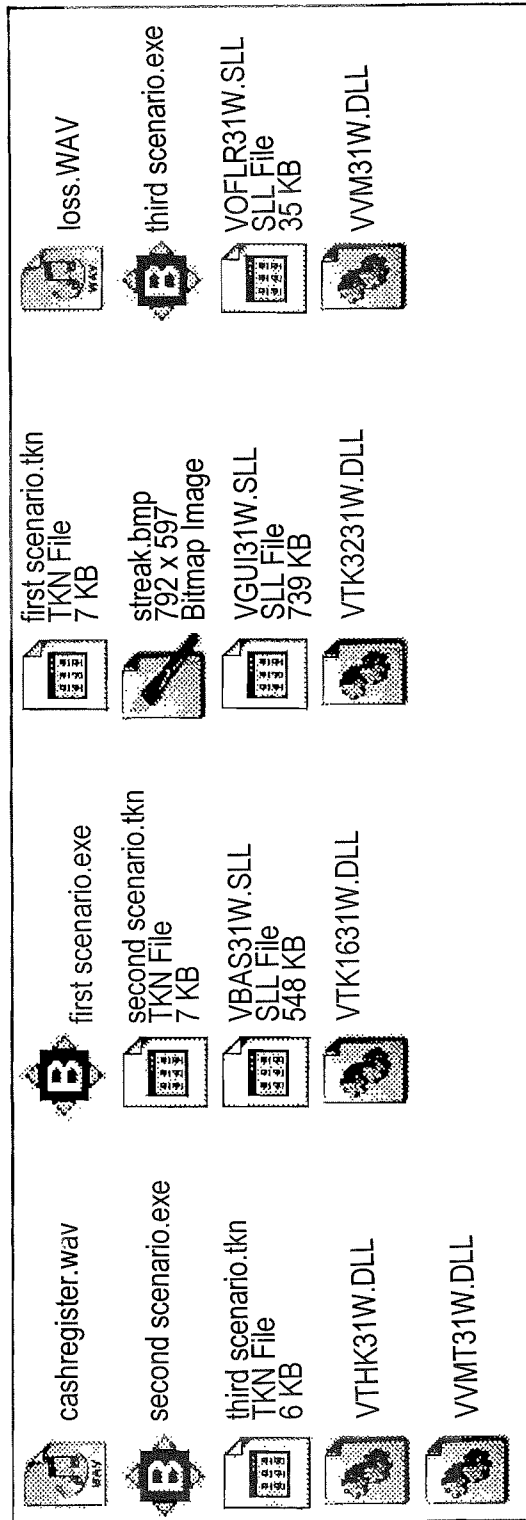 cashregister.wav
first scenario.exe
first scenario.tkn
TKN File
7 KB
loss.WAV
second scenario.exe
second scenario.tkn
TKN File
7 KB
streak.bmp
792 x 597
Bitmap Image
third scenario.exe
third scenario.tkn
TKN File
6 KB
VBAS31W.SLL
SLL File
548 KB
VGUI31W.SLL
SLL File
739 KB
VOFLR31W.SLL
SLL File
35 KB
VTHK31W.DLL
VTK1631W.DLL
VTK3231W.DLL
VVM31W.DLL
VVMT31W.DLL
WAV
WAV
B
B
B